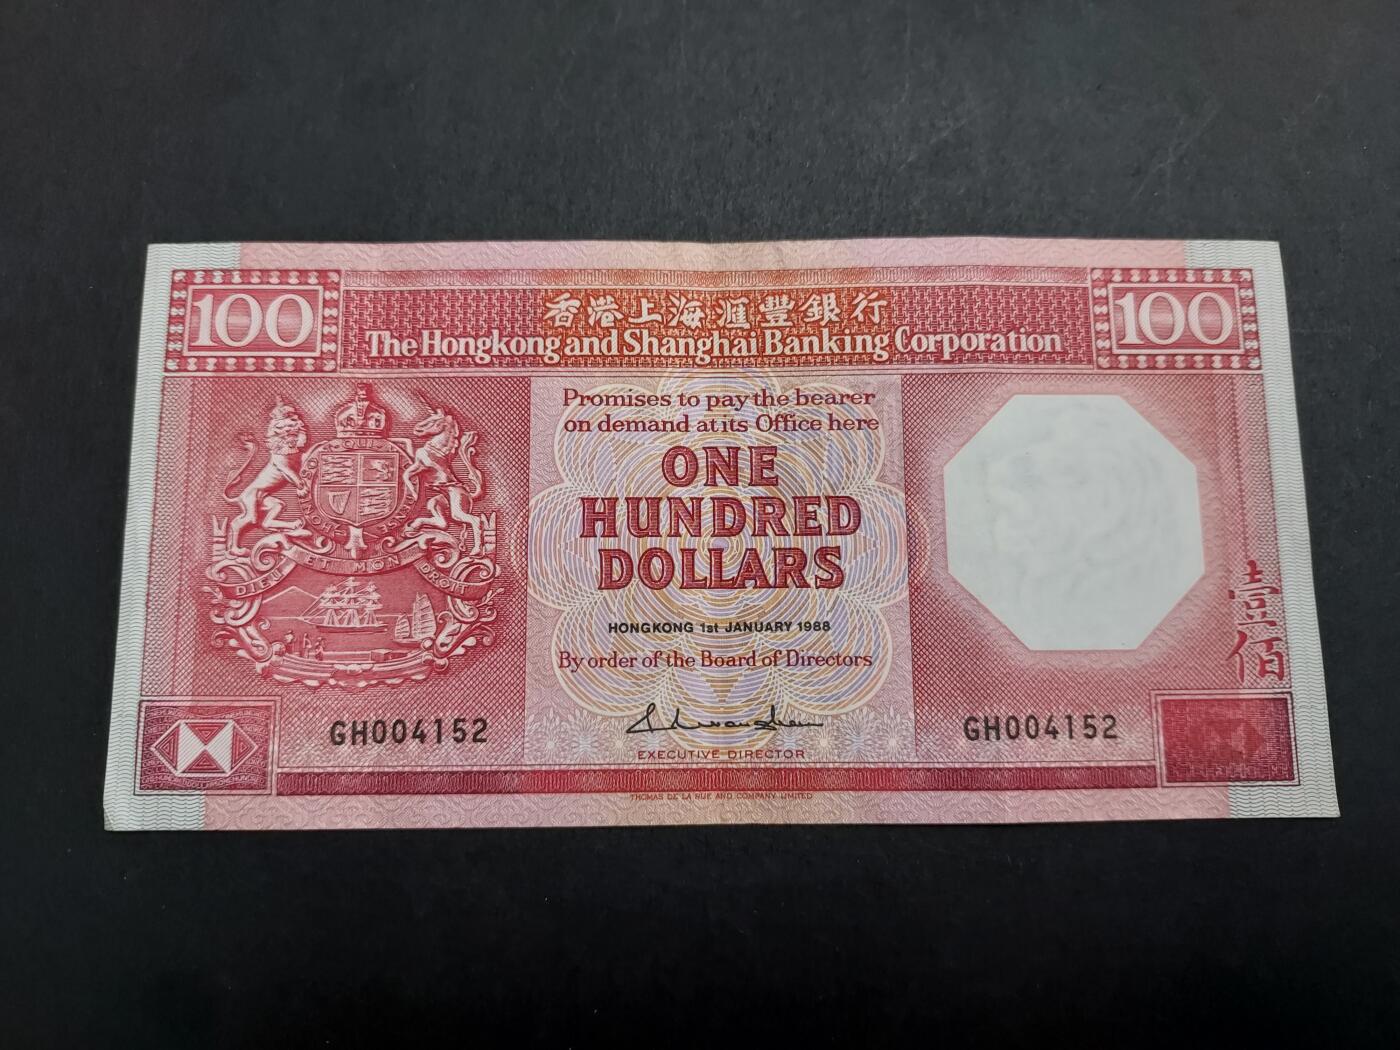 100
香港上海滙豐銀行
100
The Hongkong and Shanghai Banking Corporation
Promises to pay the bearer
on demand at its Office here
ONE
HUNDRED
DOLLARS
HONGKONG 1st JANUARY 1988
By order of the Board of Directors
DIEU ET MON DROIT
壹佰
GH004152
GH004152
EXECUTIVE DIRECTOR
THOMAS DE LA RUE AND COMPANY LIMITED